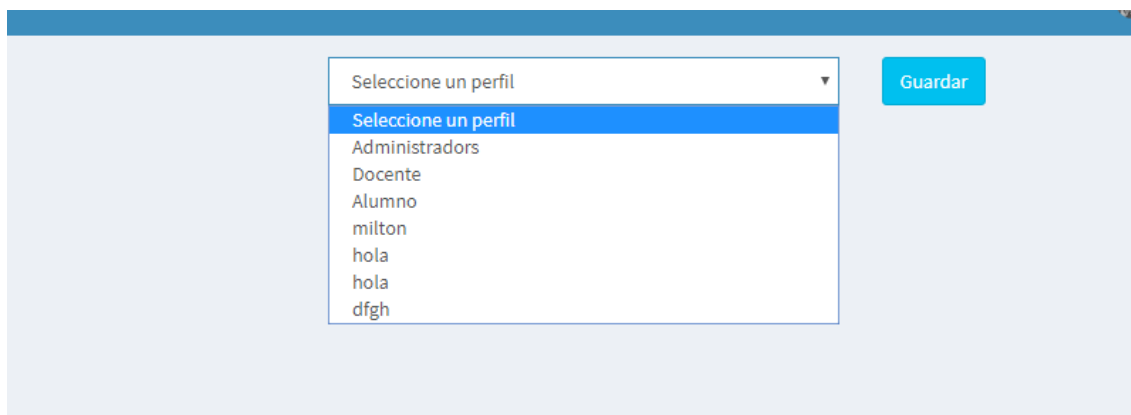 Seleccione un perfil
Guardar
Seleccione un perfil
Administradors
Docente
Alumno
milton
hola
hola
dfgh